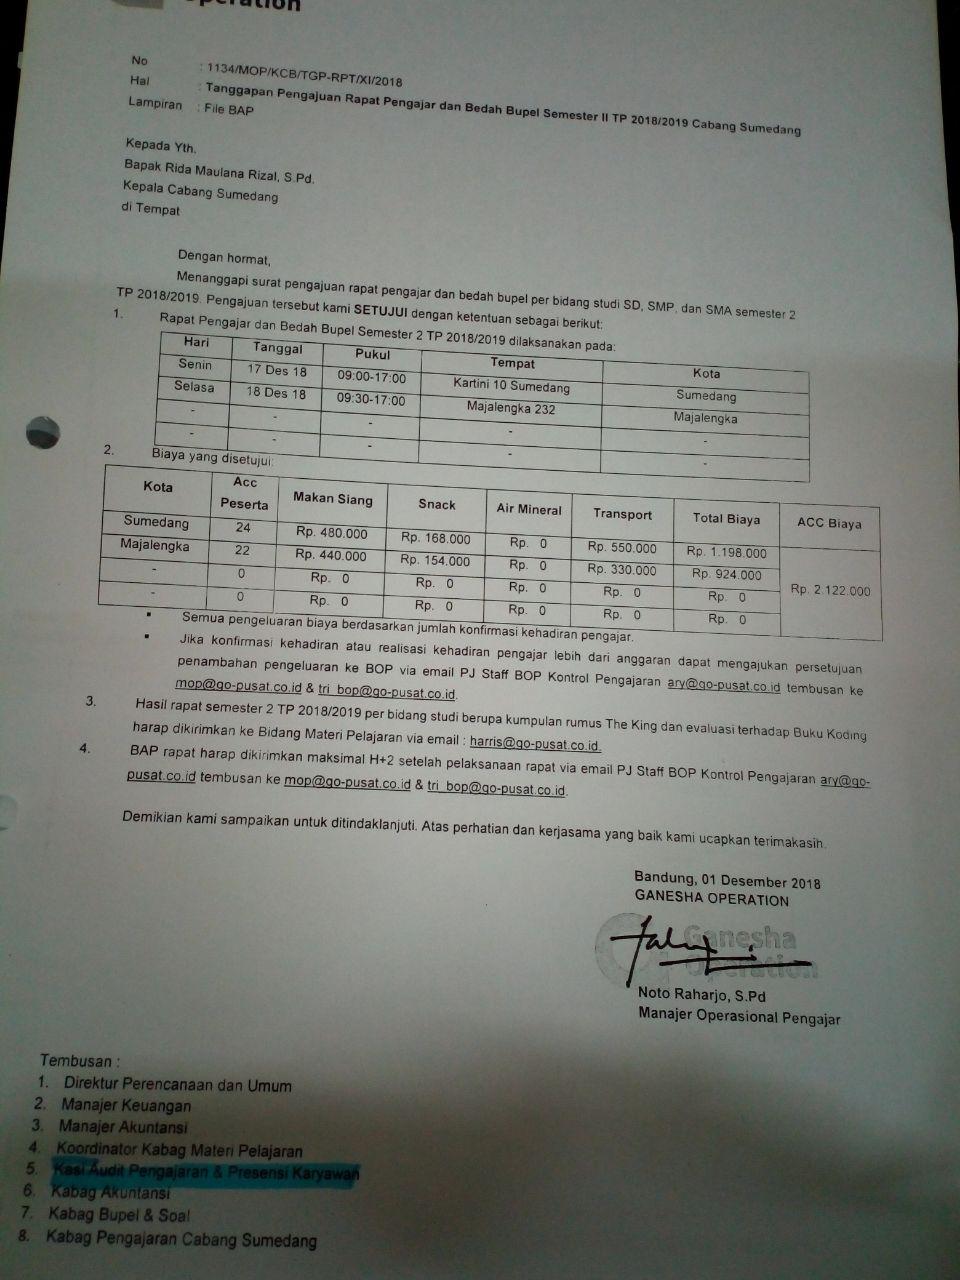 Operation
No : 1134/MOP/KCB/TGP-RPT/XI/2018
Hal : Tanggapan Pengajuan Rapat Pengajar dan Bedah Bupel Semester II TP 2018/2019 Cabang Sumedang
Lampiran : File BAP
Kepada Yth.
Bapak Rida Maulana Rizal, S.Pd.
Kepala Cabang Sumedang
di Tempat
Dengan hormat,
Menanggapi surat pengajuan rapat pengajar dan bedah bupel per bidang studi SD, SMP, dan SMA semester 2
TP 2018/2019. Pengajuan tersebut kami SETUJUI dengan ketentuan sebagai berikut:
1. Rapat Pengajar dan Bedah Bupel Semester 2 TP 2018/2019 dilaksanakan pada:
Hari Tanggal Pukul Tempat Kota
Senin 17 Des 18 09:00-17:00 Kartini 10 Sumedang Sumedang
Selasa 18 Des 18 09:30-17:00 Majalengka 232 Majalengka
- - - - -
- - - - -
2. Biaya yang disetujui:
Kota Acc Peserta Makan Siang Snack Air Mineral Transport Total Biaya ACC Biaya
Sumedang 24 Rp. 480.000 Rp. 168.000 Rp. 0 Rp. 550.000 Rp. 1.198.000 Rp. 2.122.000
Majalengka 22 Rp. 440.000 Rp. 154.000 Rp. 0 Rp. 330.000 Rp. 924.000
- 0 Rp. 0 Rp. 0 Rp. 0 Rp. 0 Rp. 0
- 0 Rp. 0 Rp. 0 Rp. 0 Rp. 0 Rp. 0
▪ Semua pengeluaran biaya berdasarkan jumlah konfirmasi kehadiran pengajar.
▪ Jika konfirmasi kehadiran atau realisasi kehadiran pengajar lebih dari anggaran dapat mengajukan persetujuan
penambahan pengeluaran ke BOP via email PJ Staff BOP Kontrol Pengajaran ary@go-pusat.co.id tembusan ke
mop@go-pusat.co.id & tri_bop@go-pusat.co.id.
3. Hasil rapat semester 2 TP 2018/2019 per bidang studi berupa kumpulan rumus The King dan evaluasi terhadap Buku Koding
harap dikirimkan ke Bidang Materi Pelajaran via email : harris@go-pusat.co.id.
4. BAP rapat harap dikirimkan maksimal H+2 setelah pelaksanaan rapat via email PJ Staff BOP Kontrol Pengajaran ary@go-
pusat.co.id tembusan ke mop@go-pusat.co.id & tri_bop@go-pusat.co.id.
Demikian kami sampaikan untuk ditindaklanjuti. Atas perhatian dan kerjasama yang baik kami ucapkan terimakasih.
Bandung, 01 Desember 2018
GANESHA OPERATION
Ganesha
Operation
Noto Raharjo, S.Pd
Manajer Operasional Pengajar
Tembusan :
1. Direktur Perencanaan dan Umum
2. Manajer Keuangan
3. Manajer Akuntansi
4. Koordinator Kabag Materi Pelajaran
5. Kasi Audit Pengajaran & Presensi Karyawan
6. Kabag Akuntansi
7. Kabag Bupel & Soal
8. Kabag Pengajaran Cabang Sumedang